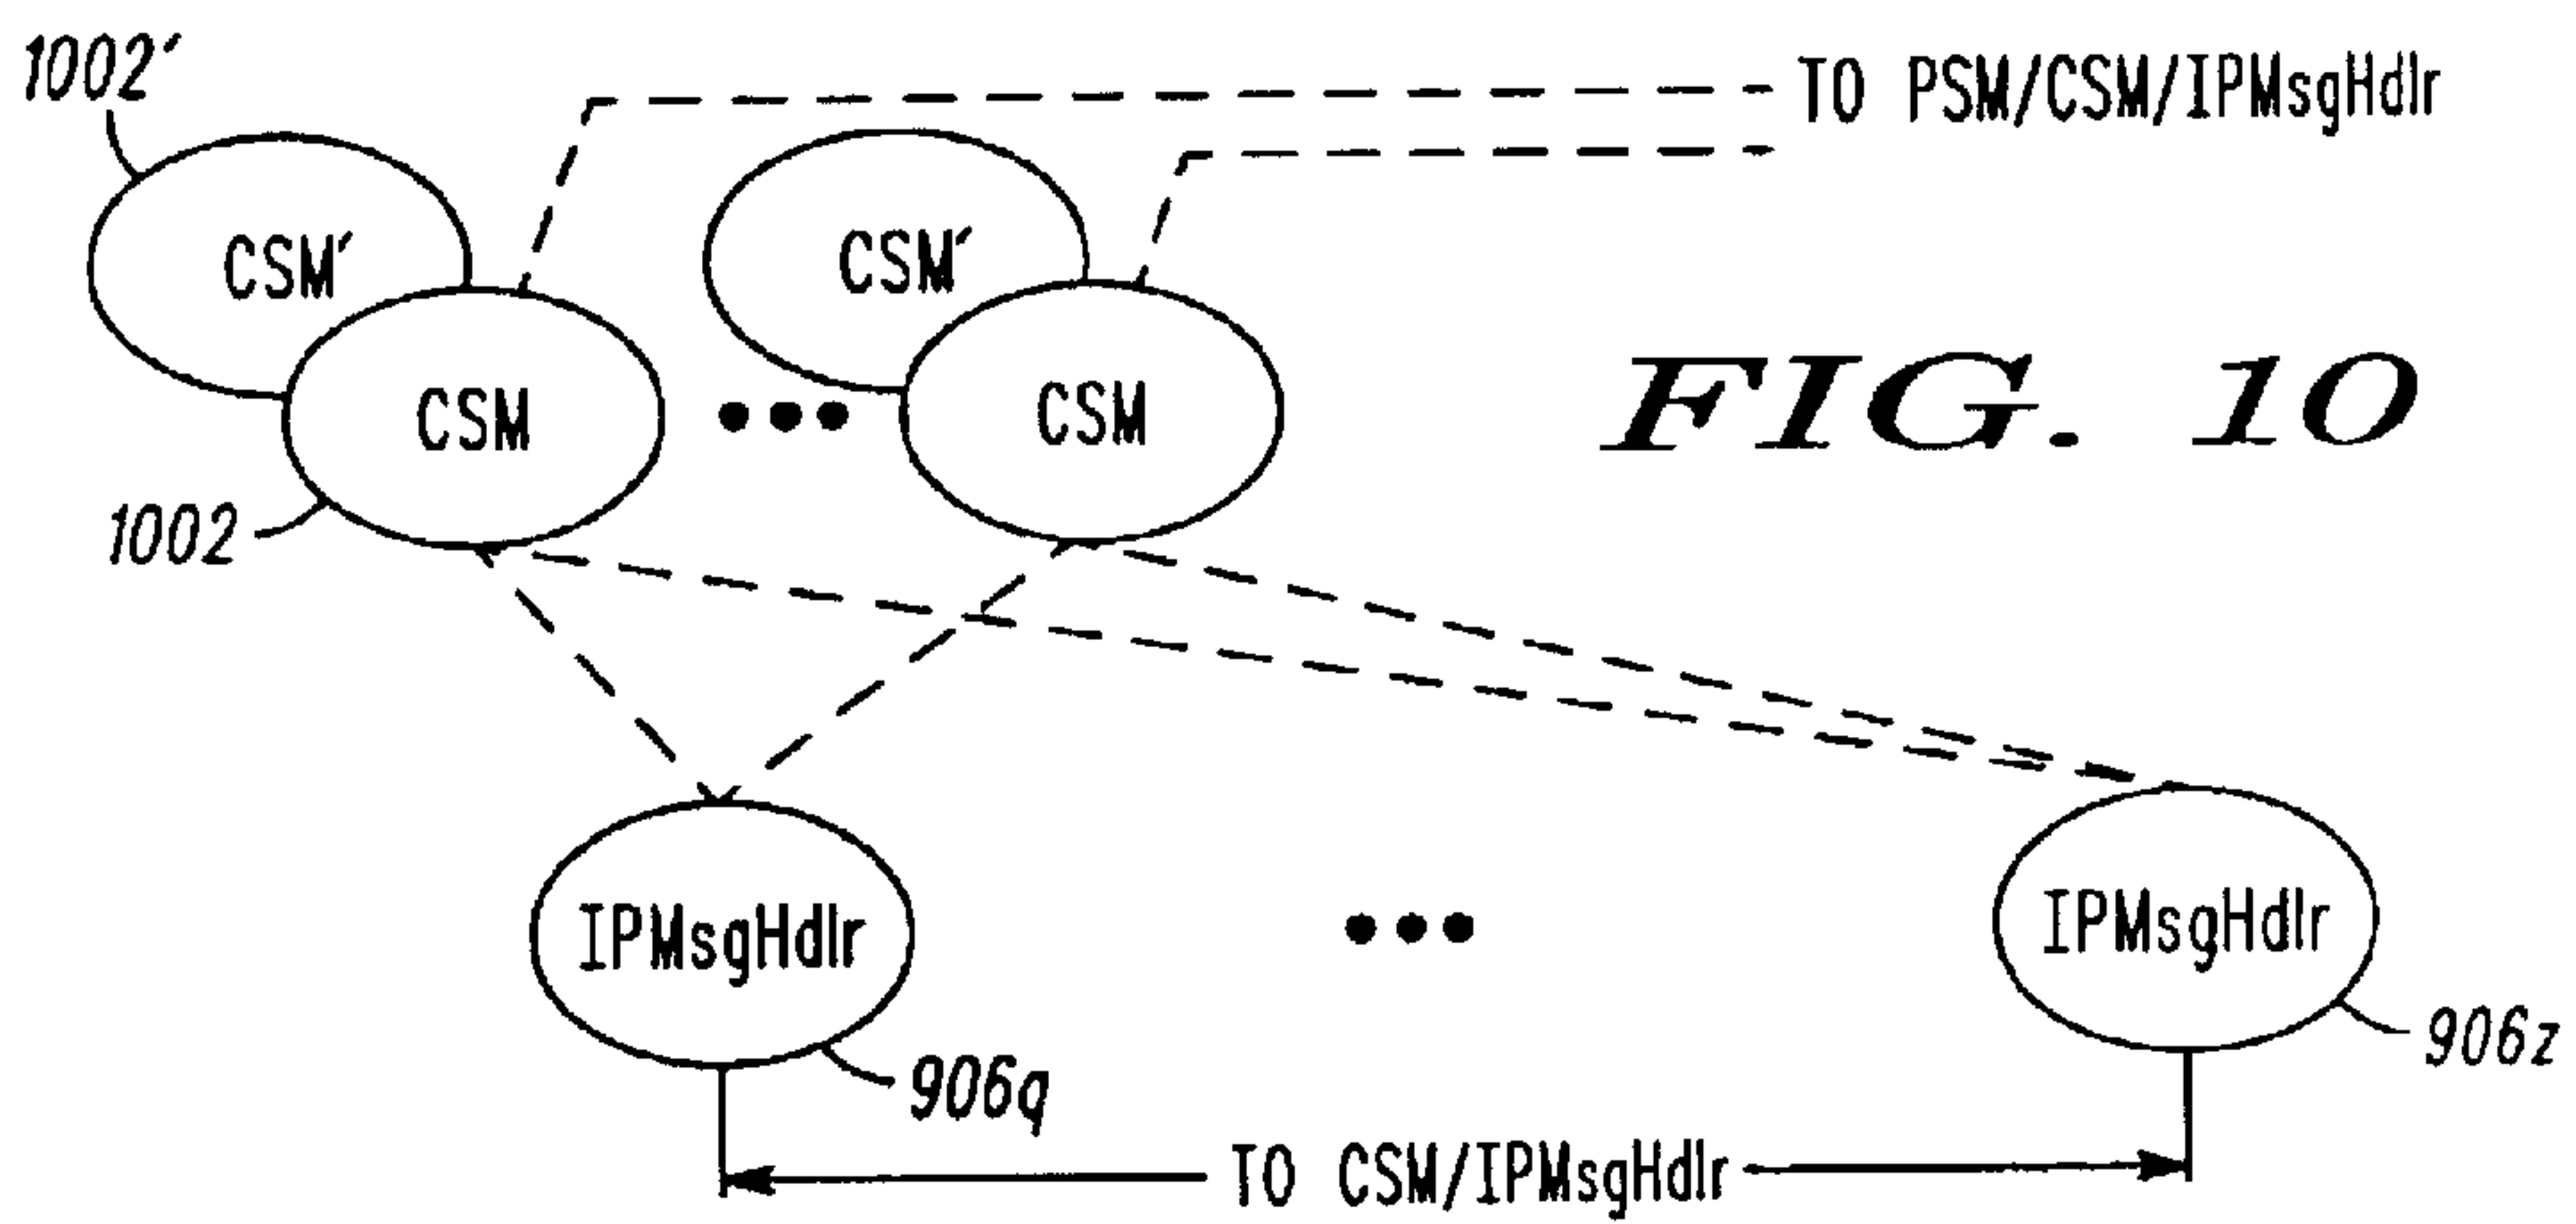 1002′
TO PSM/CSM/IPMsgHdlr
CSM′
CSM′
CSM
CSM
FIG. 10
1002
IPMsgHdlr
IPMsgHdlr
906q
906z
TO CSM/IPMsgHdlr